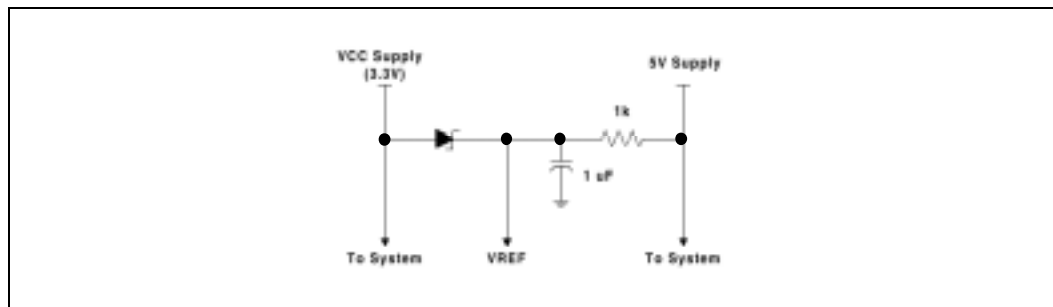 VCC Supply
(3.3V)
5V Supply
1k
1 uF
To System
VREF
To System